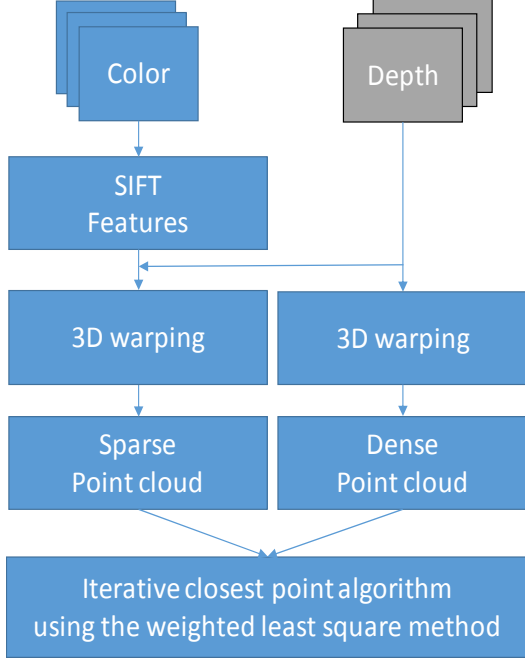 Color
Depth
SIFT
Features
3D warping
3D warping
Sparse
Point cloud
Dense
Point cloud
Iterative closest point algorithm
using the weighted least square method